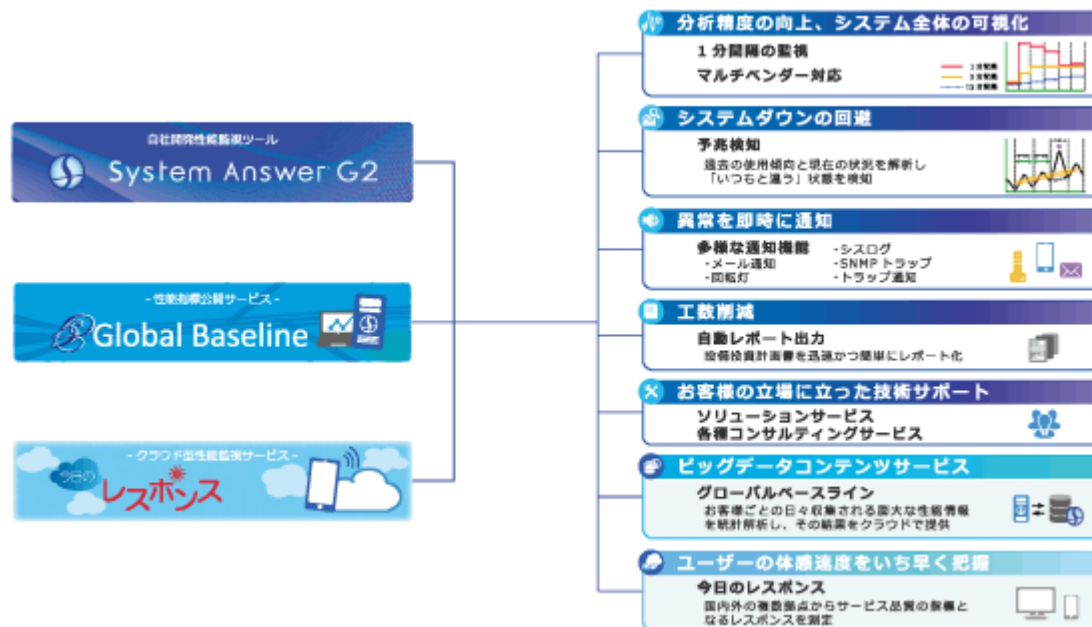 自社開発性能監視ツール
System Answer G2
- 性能指標公開サービス -
Global Baseline
- クラウド型性能監視サービス -
今日の
レスポンス
分析精度の向上、システム全体の可視化
1分間隔の監視
マルチベンダー対応
システムダウンの回避
予兆検知
過去の使用傾向と現在の状況を解析し
「いつもと違う」状態を検知
異常を即時に通知
多様な通知機能
-メール通知
-回転灯
-シスログ
-SNMPトラップ
-トラップ通知
工数削減
自動レポート出力
設備投資計画書を迅速かつ簡単にレポート化
お客様の立場に立った技術サポート
ソリューションサービス
各種コンサルティングサービス
ビッグデータコンテンツサービス
グローバルベースライン
お客様ごとの日々収集される膨大な性能情報
を統計解析し、その結果をクラウドで提供
ユーザーの体感速度をいち早く把握
今日のレスポンス
国内外の複数拠点からサービス品質の指標と
なるレスポンスを測定